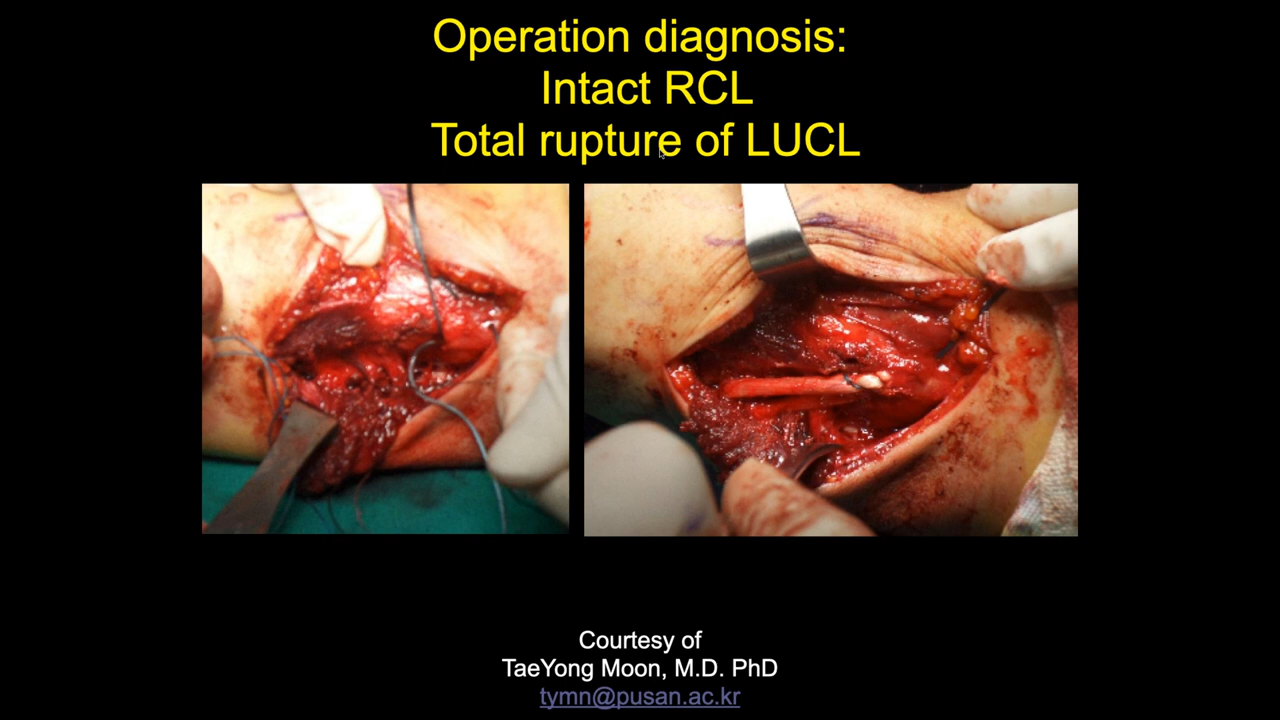 Operation diagnosis:
Intact RCL
Total rupture of LUCL
Courtesy of
TaeYong Moon, M.D. PhD
tymn@pusan.ac.kr